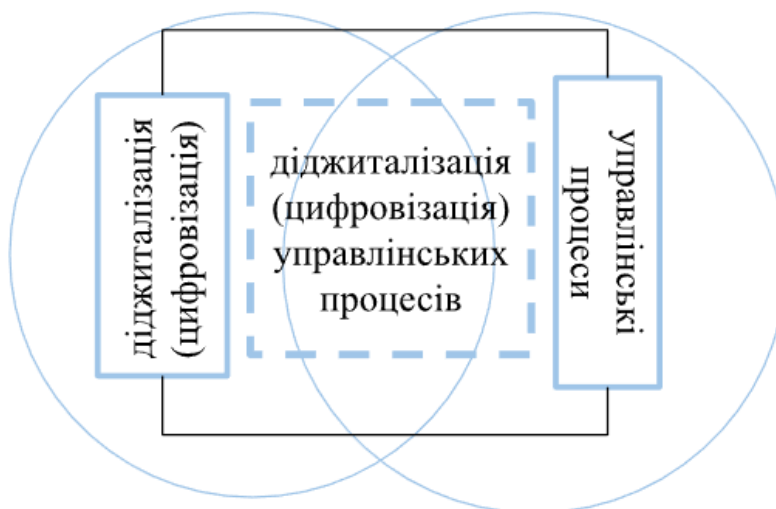 діджиталізація
(цифровізація)
діджиталізація
(цифровізація)
управлінських
процесів
управлінські
процеси